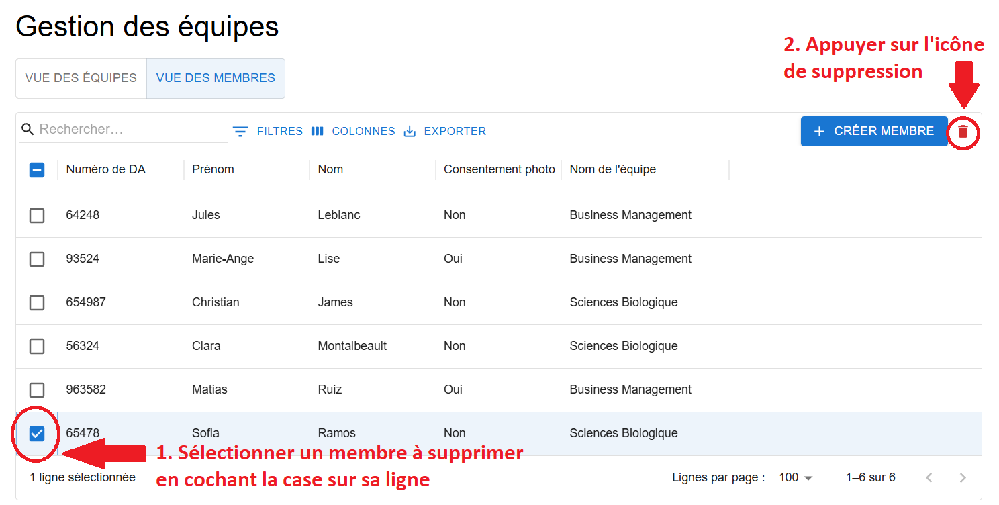 Gestion des équipes
2. Appuyer sur l'icône
de suppression
VUE DES ÉQUIPES VUE DES MEMBRES
Rechercher… FILTRES COLONNES EXPORTER + CRÉER MEMBRE
Numéro de DA Prénom Nom Consentement photo Nom de l'équipe
64248 Jules Leblanc Non Business Management
93524 Marie-Ange Lise Oui Business Management
654987 Christian James Non Sciences Biologique
56324 Clara Montalbeault Non Sciences Biologique
963582 Matias Ruiz Oui Business Management
65478 Sofia Ramos Non Sciences Biologique
1. Sélectionner un membre à supprimer
en cochant la case sur sa ligne
1 ligne sélectionnée Lignes par page : 100 1–6 sur 6